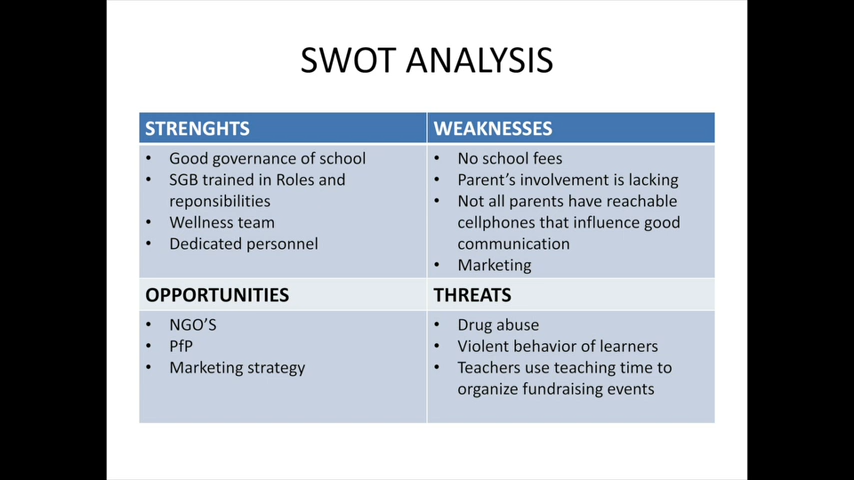 SWOT ANALYSIS
STRENGHTS
WEAKNESSES
• Good governance of school
• SGB trained in Roles and
reponsibilities
• Wellness team
• Dedicated personnel
• No school fees
• Parent's involvement is lacking
• Not all parents have reachable
cellphones that influence good
communication
• Marketing
OPPORTUNITIES
THREATS
• NGO'S
• PfP
• Marketing strategy
• Drug abuse
• Violent behavior of learners
• Teachers use teaching time to
organize fundraising events